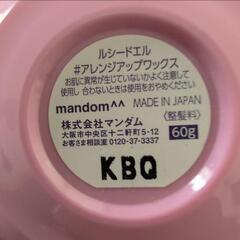 ルシードエル
#アレンジアップワックス
お肌に異常が生じていないかよく注意して
使用し 合わないときは使用をおやめください
mandom^^ MADE IN JAPAN
株式会社マンダム 〈整髪料〉
大阪市中央区十二軒町5-12
お客さま相談室 0120-37-3337 60g
KBQ